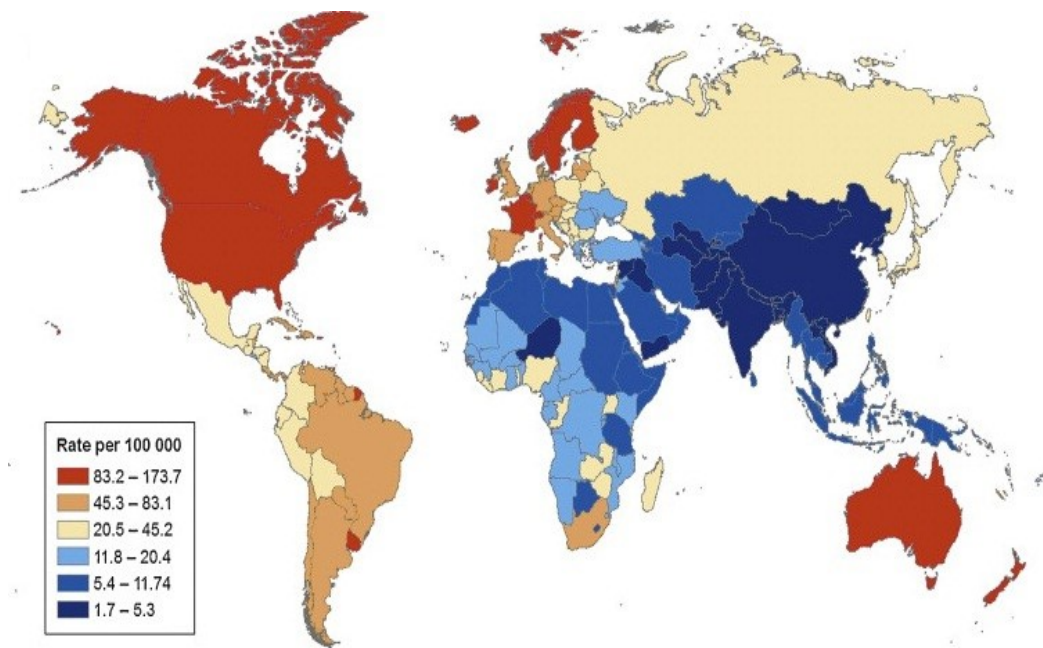 Rate per 100 000
83.2 – 173.7
45.3 – 83.1
20.5 – 45.2
11.8 – 20.4
5.4 – 11.74
1.7 – 5.3